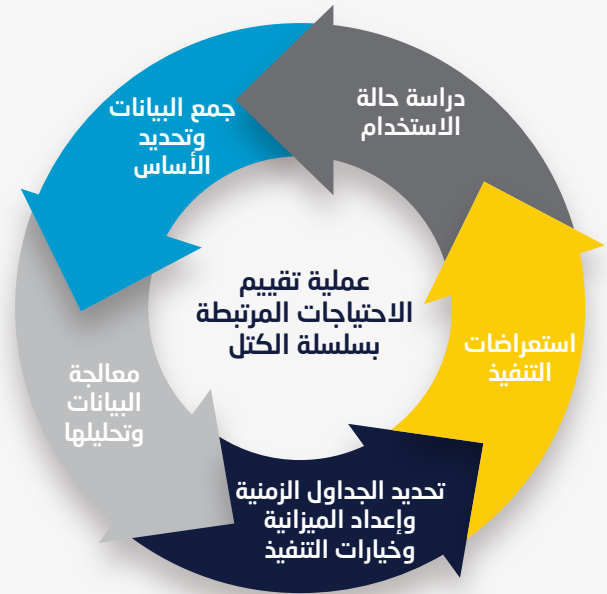 دراسة حالة
الاستخدام
جمع البيانات
وتحديد
الأساس
معالجة
البيانات
وتحليلها
تحديد الجداول الزمنية
وإعداد الميزانية
وخيارات التنفيذ
استعراضات
التنفيذ
عملية تقييم
الاحتياجات المرتبطة
بسلسلة الكتل